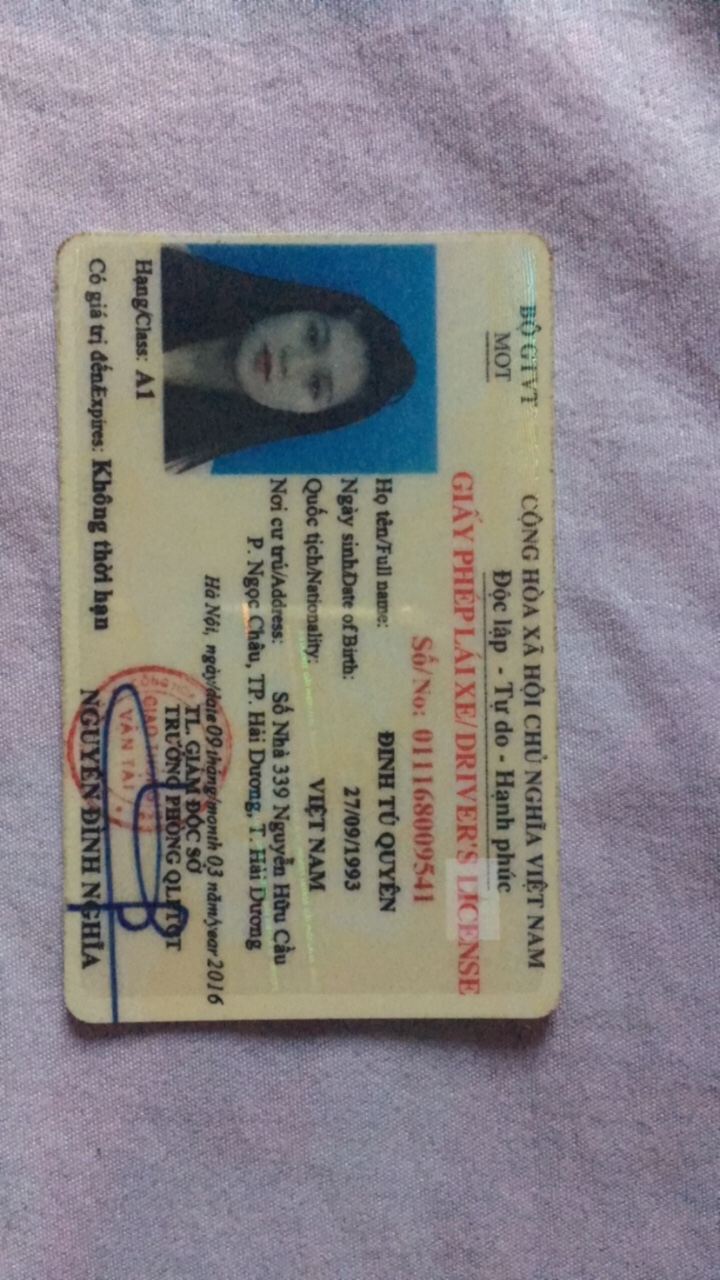 BỘ GTVT
MOT
CỘNG HÒA XÃ HỘI CHỦ NGHĨA VIỆT NAM
Độc lập - Tự do - Hạnh phúc
GIẤY PHÉP LÁI XE/ DRIVER'S LICENSE
Số/No: 011168009541
Họ tên/Full name: ĐINH TÚ QUYÊN
Ngày sinh/Date of Birth: 27/09/1993
Quốc tịch/Nationality: VIỆT NAM
Nơi cư trú/Address: Số Nhà 339 Nguyễn Hữu Cầu
P. Ngọc Châu, TP. Hải Dương, T. Hải Dương
Hà Nội, ngày/date 09 tháng/month 03 năm/year 2016
TL. GIÁM ĐỐC SỞ
TRƯỞNG PHÒNG QL
NGUYỄN ĐÌNH NGHĨA
Hạng/Class: A1
Có giá trị đến/Expires: Không thời hạn
VẬN TẢI